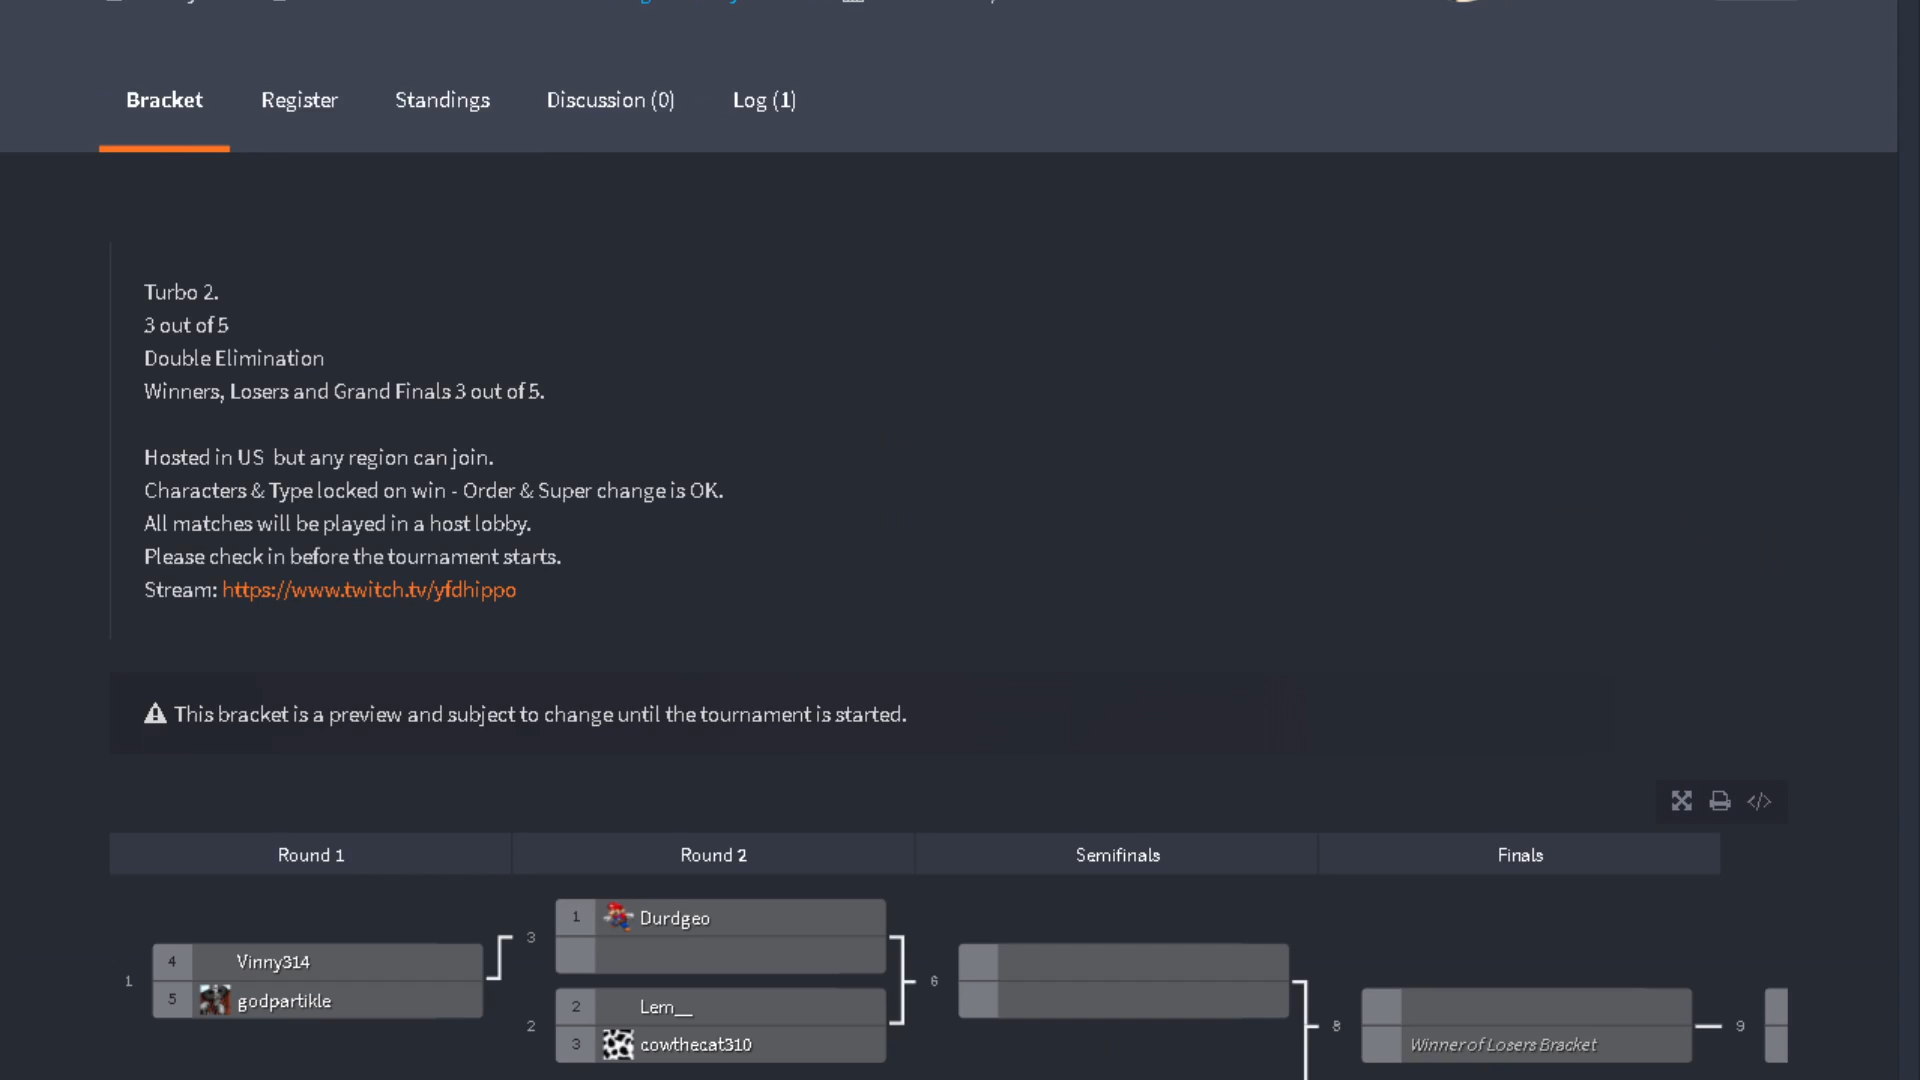 Bracket Register Standings Discussion (0) Log (1)
Turbo 2.
3 out of 5
Double Elimination
Winners, Losers and Grand Finals 3 out of 5.
Hosted in US but any region can join.
Characters & Type locked on win - Order & Super change is OK.
All matches will be played in a host lobby.
Please check in before the tournament starts.
Stream: https://www.twitch.tv/yfdhippo
This bracket is a preview and subject to change until the tournament is started.
Round 1 Round 2 Semifinals Finals
1 Durdgeo
3
4 Vinny314
1 6
5 godpartikle
2 Lem__
2 8 9
3 cowthecat310 Winner of Losers Bracket